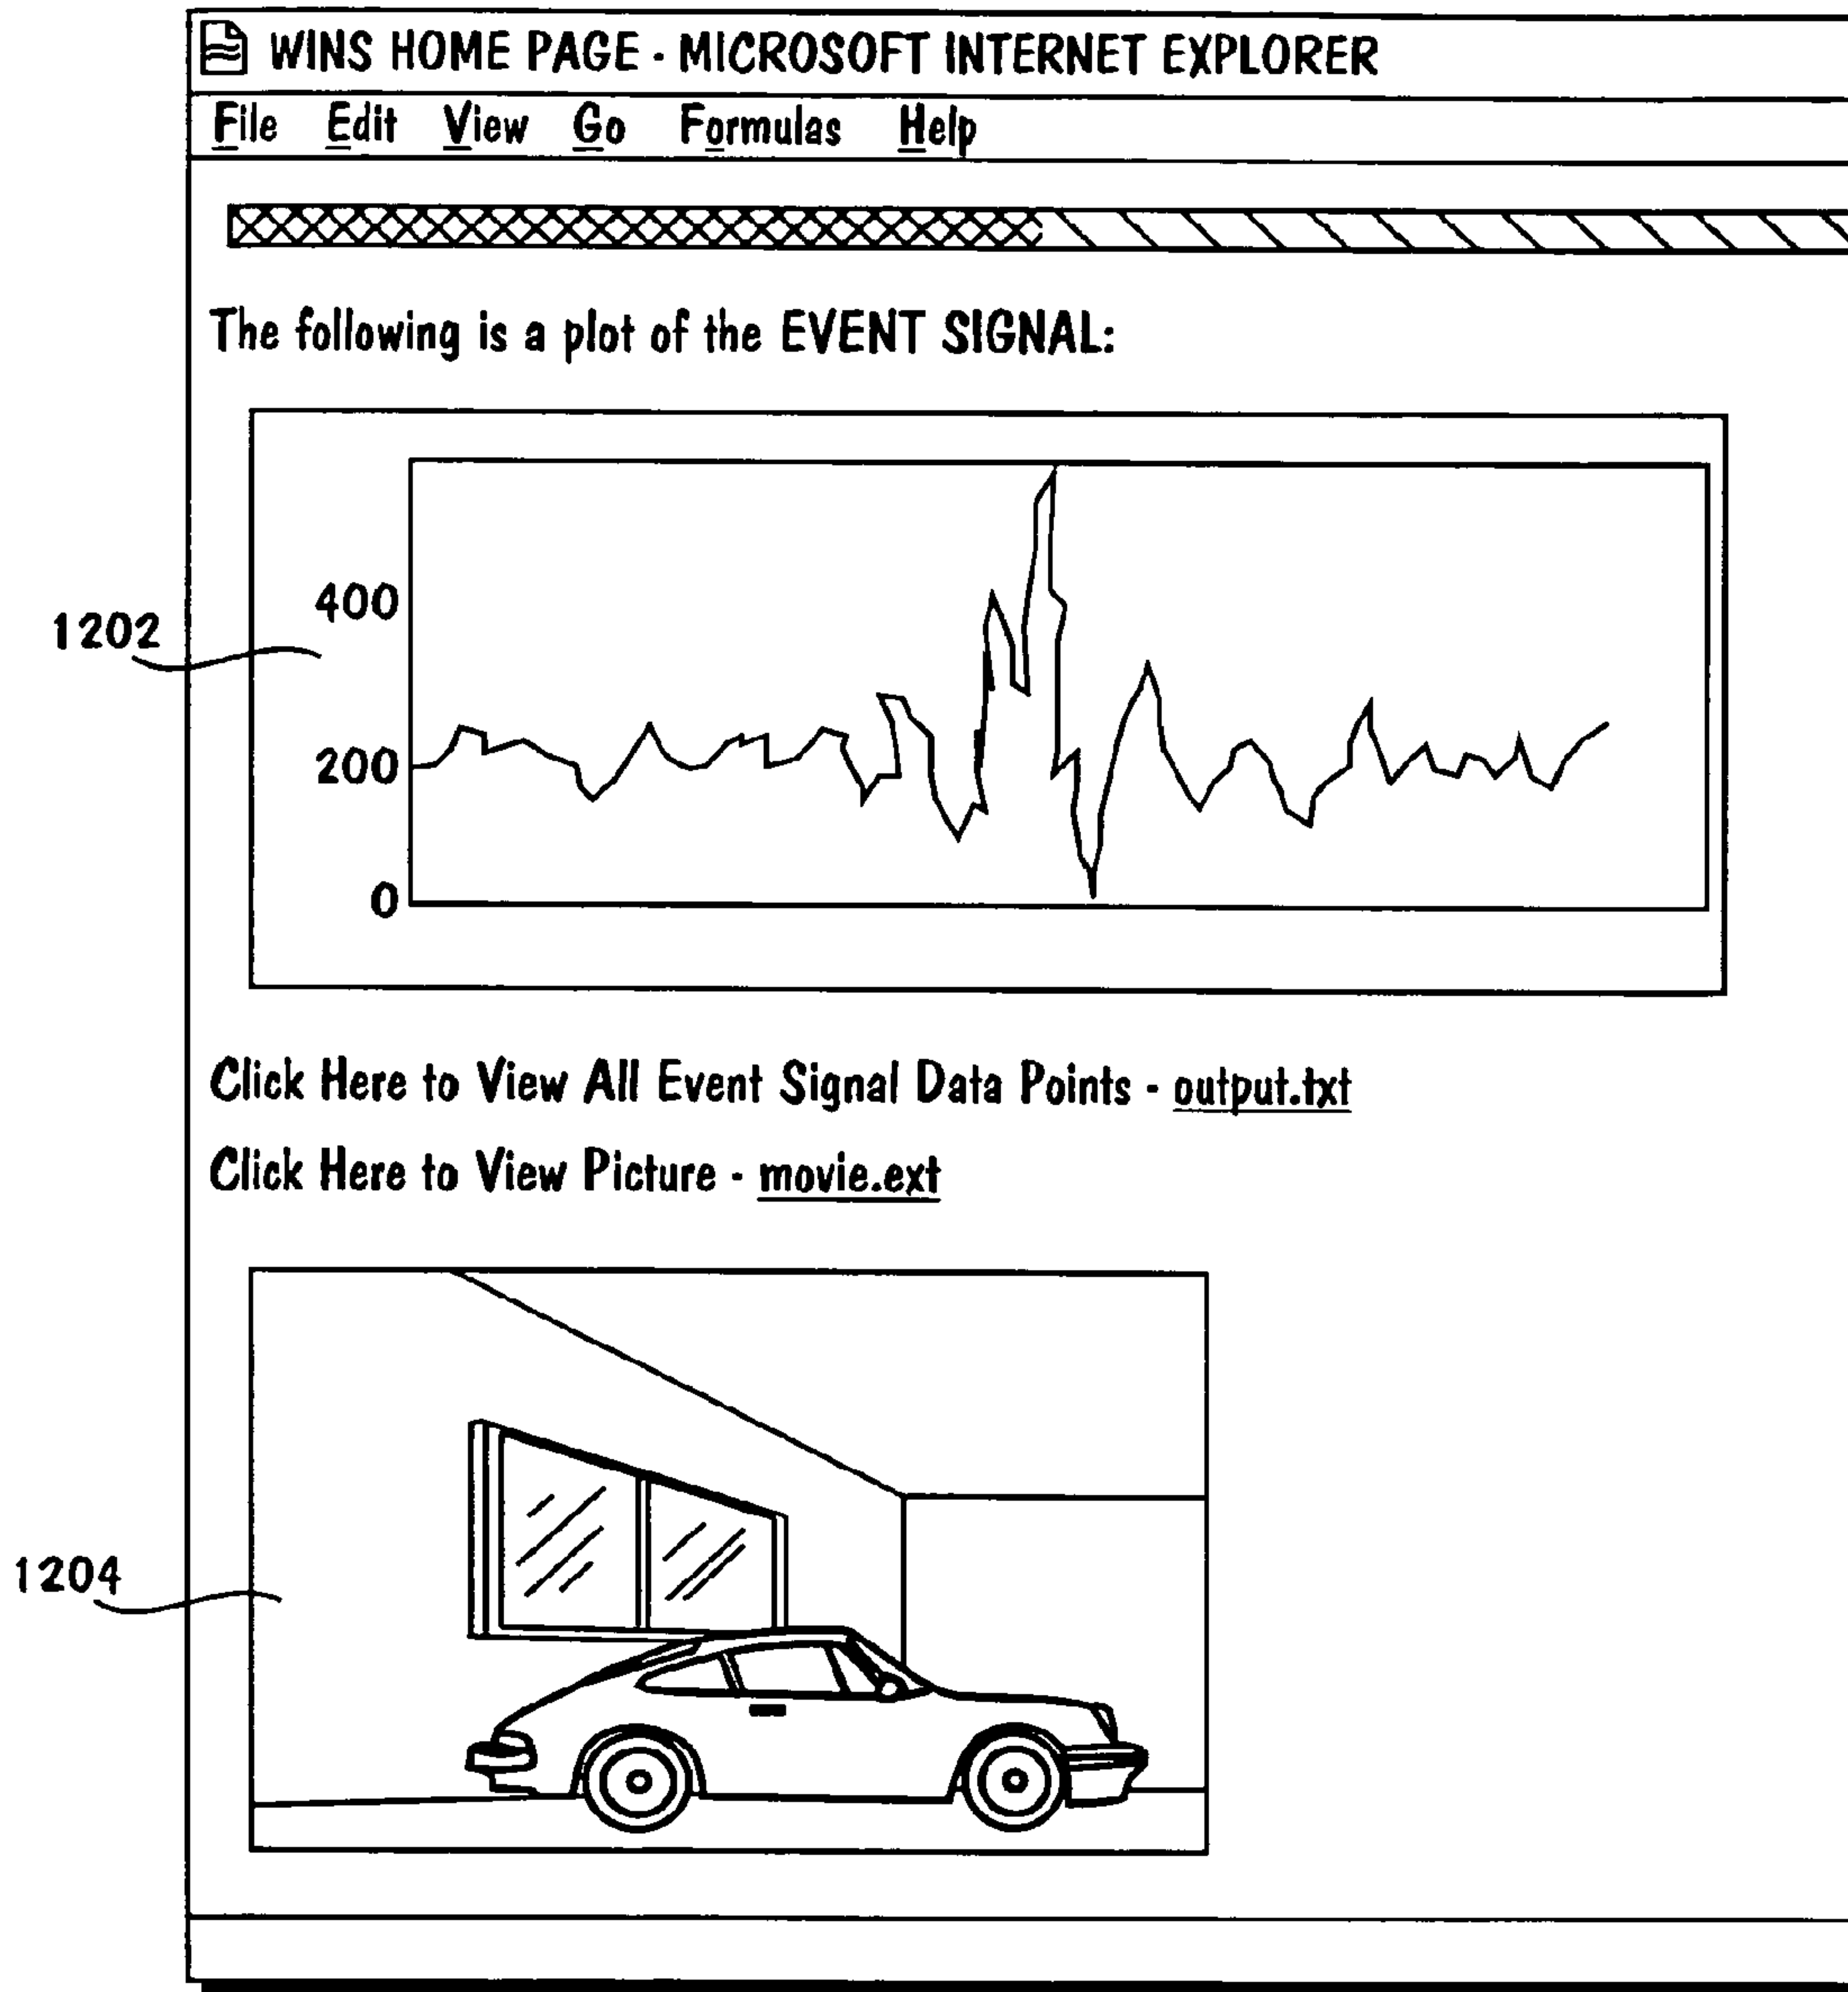 WINS HOME PAGE - MICROSOFT INTERNET EXPLORER
File Edit View Go Formulas Help
The following is a plot of the EVENT SIGNAL:
400
1202
200
0
Click Here to View All Event Signal Data Points - output.txt
Click Here to View Picture - movie.ext
1204